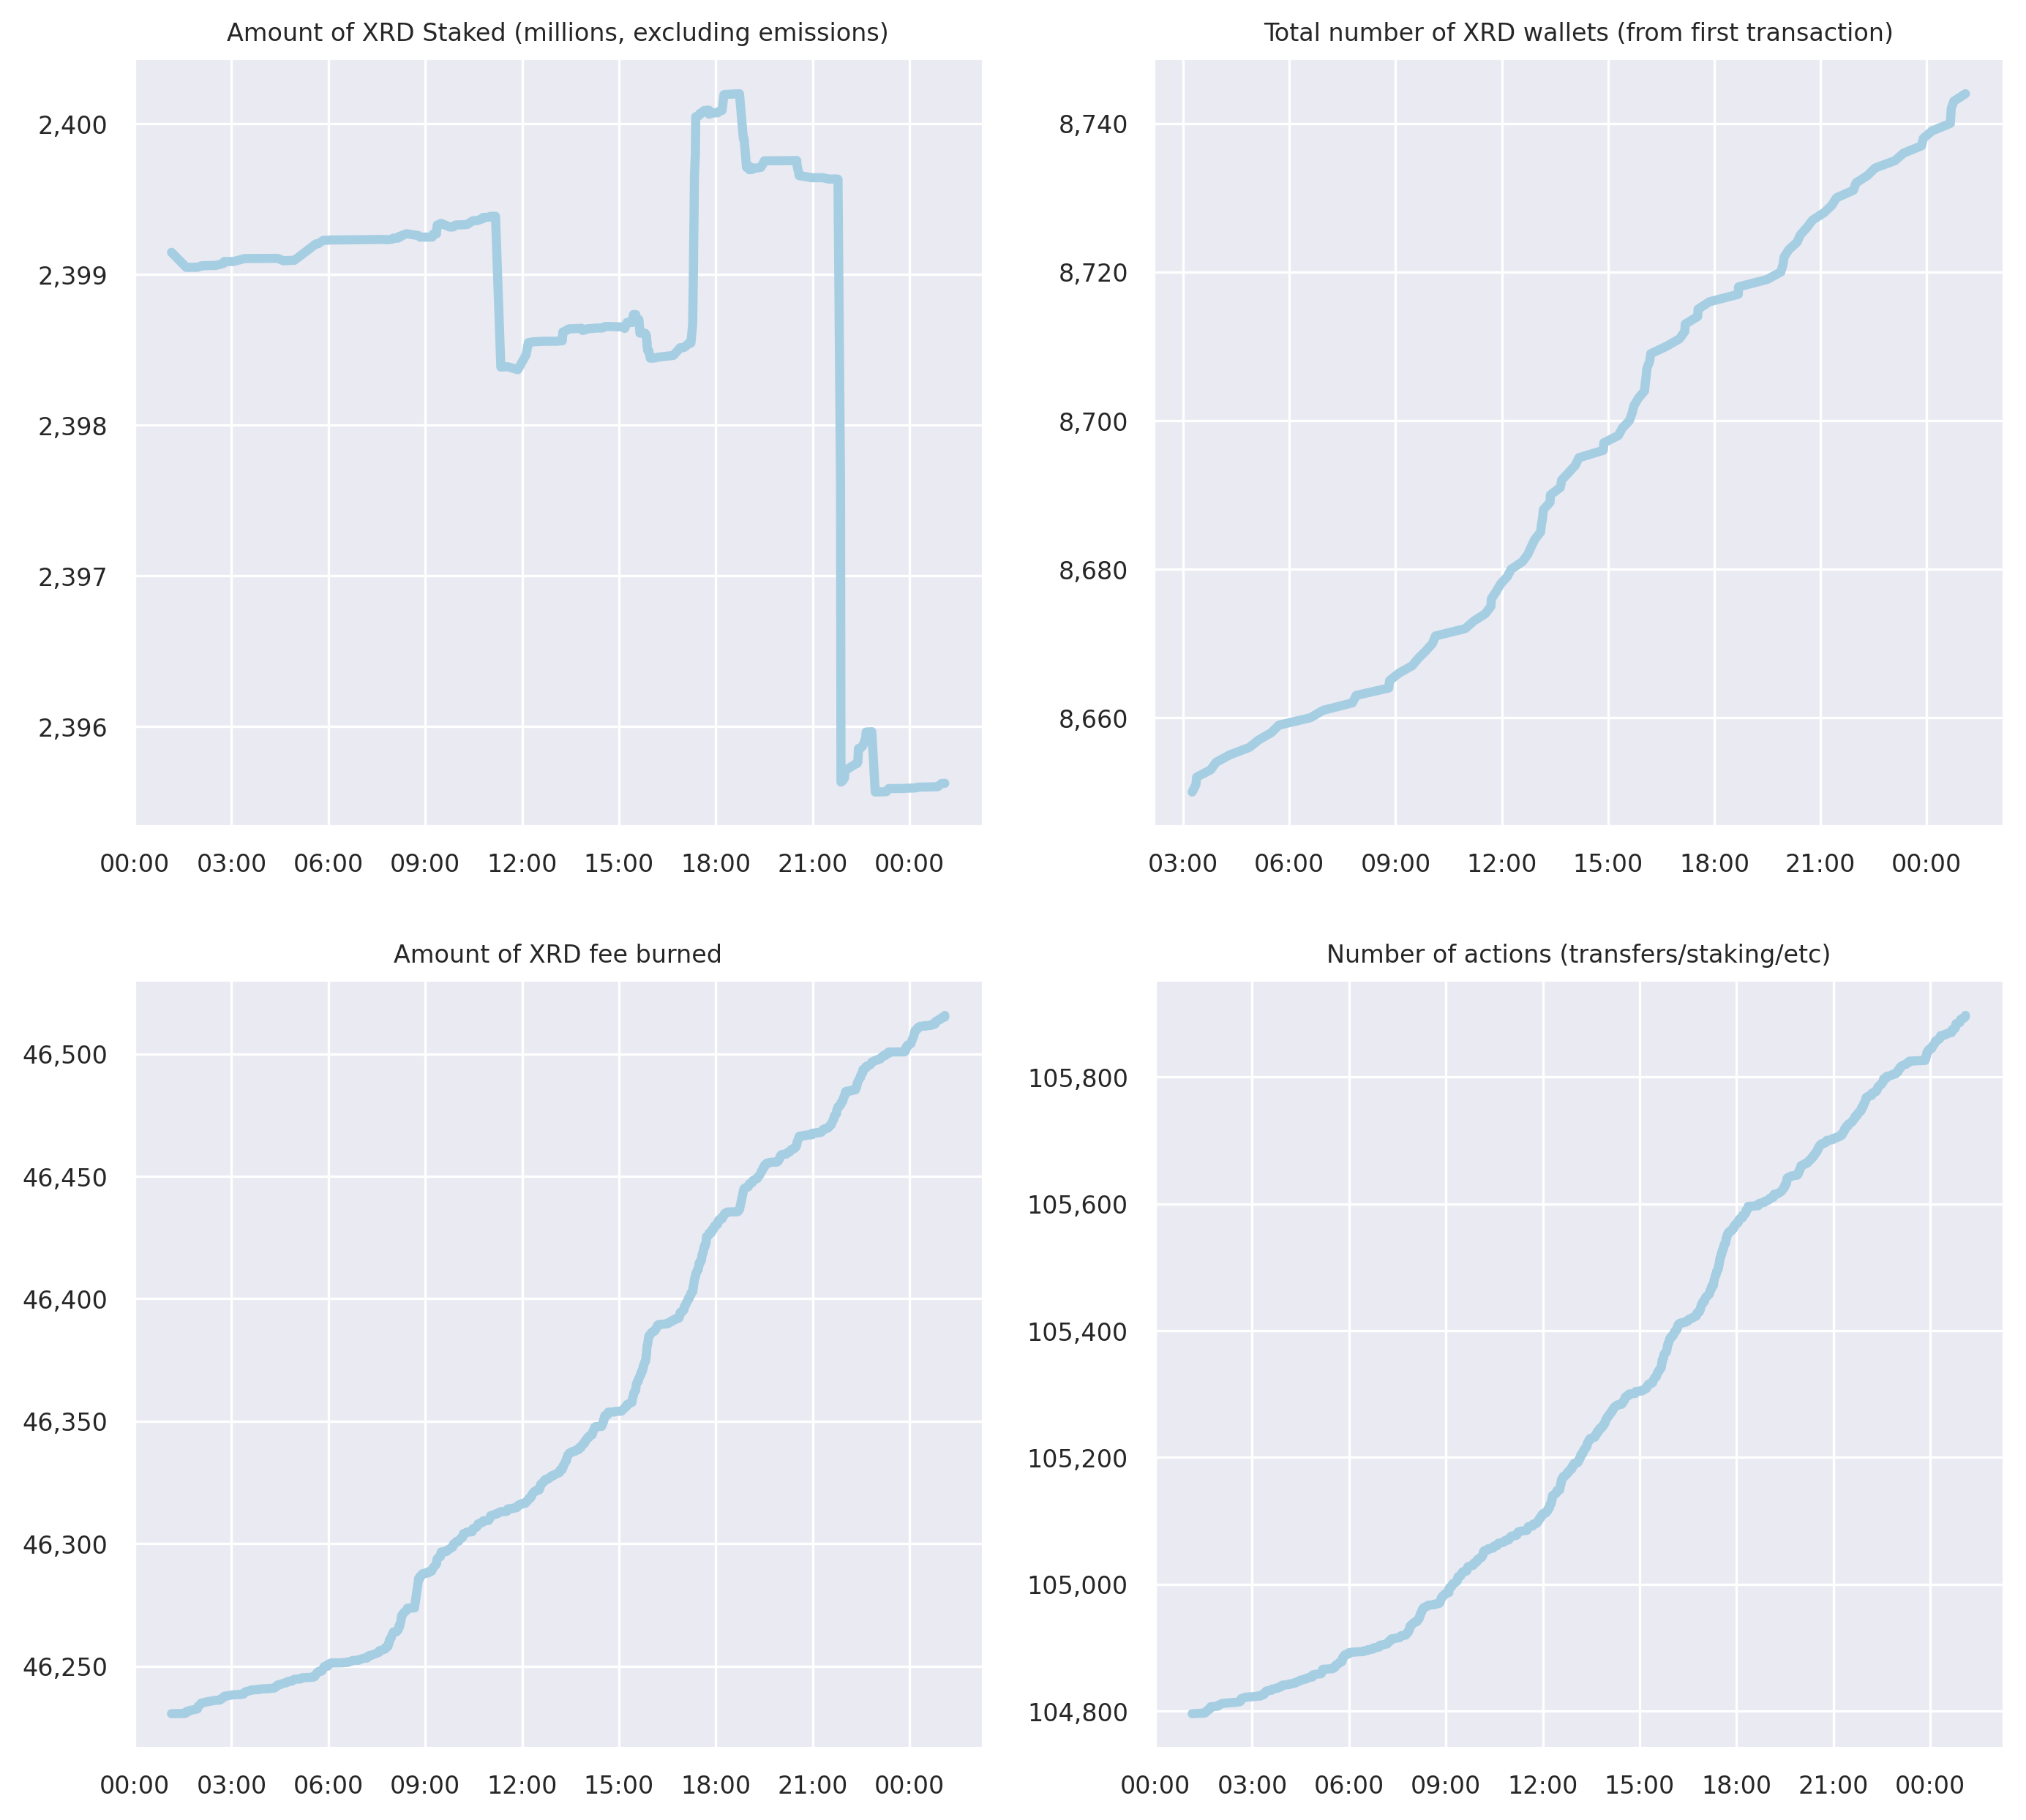 Amount of XRD Staked (millions, excluding emissions)
2,400
2,399
2,398
2,397
2,396
00:00 03:00 06:00 09:00 12:00 15:00 18:00 21:00 00:00
Total number of XRD wallets (from first transaction)
8,740
8,720
8,700
8,680
8,660
03:00 06:00 09:00 12:00 15:00 18:00 21:00 00:00
Amount of XRD fee burned
46,500
46,450
46,400
46,350
46,300
46,250
00:00 03:00 06:00 09:00 12:00 15:00 18:00 21:00 00:00
Number of actions (transfers/staking/etc)
105,800
105,600
105,400
105,200
105,000
104,800
00:00 03:00 06:00 09:00 12:00 15:00 18:00 21:00 00:00